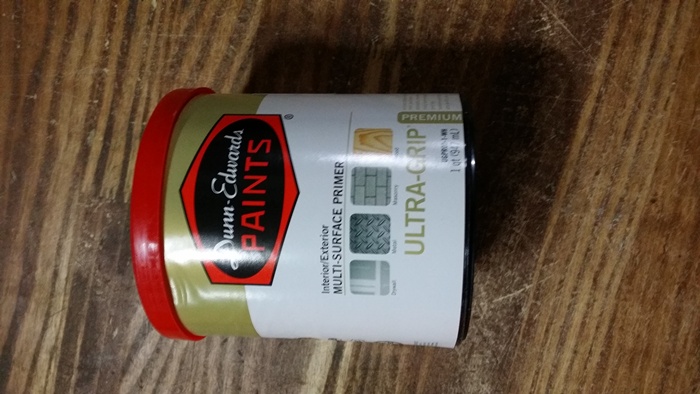 Dunn-Edwards
PAINTS
®
Interior/Exterior
MULTI-SURFACE PRIMER
Drywall
Metal
Masonry
ULTRA-GRIP
PREMIUM
1 qt